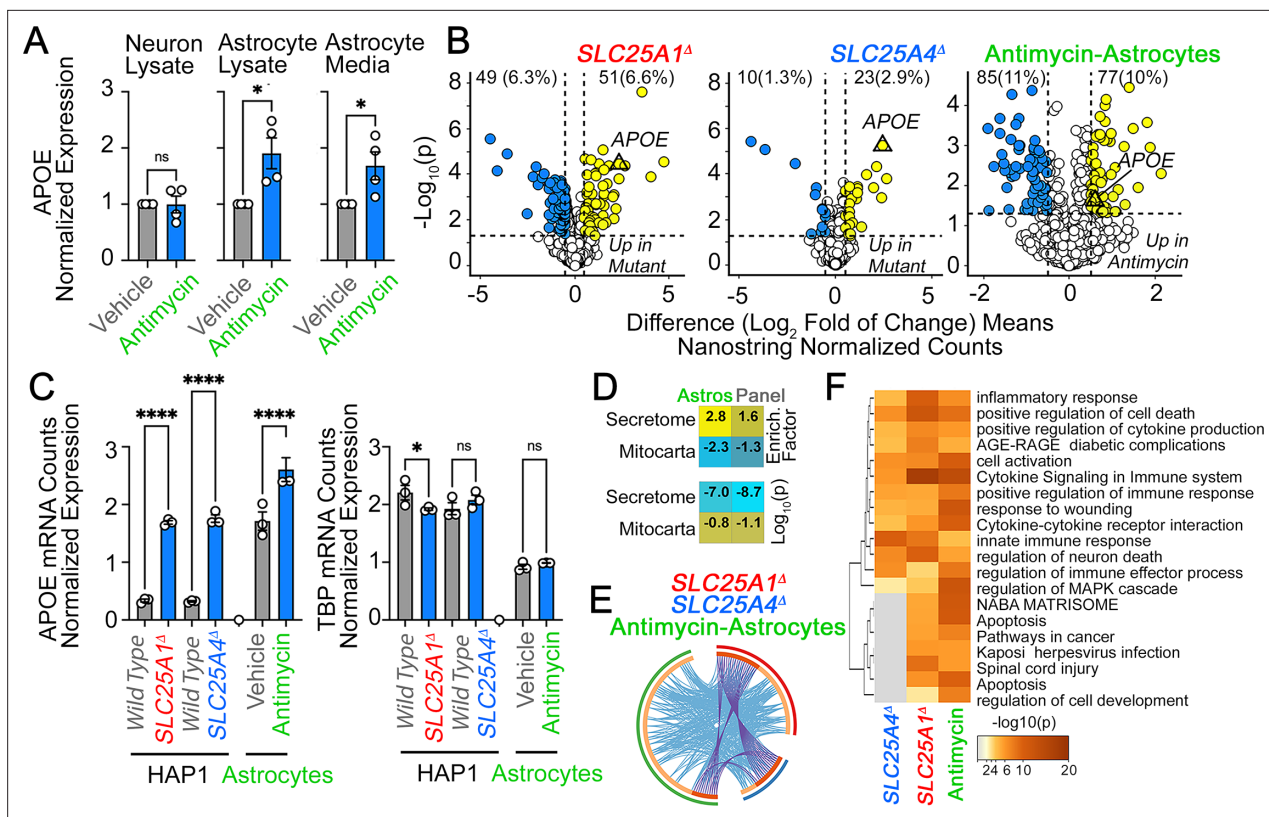 A
Neuron
Lysate
Astrocyte
Lysate
Astrocyte
Media
APOE
Normalized Expression
3
2
1
0
ns
*
*
Vehicle
Antimycin
Vehicle
Antimycin
Vehicle
Antimycin
B
SLC25A1Δ
SLC25A4Δ
Antimycin-Astrocytes
49 (6.3%)
51(6.6%)
10(1.3%)
23(2.9%)
85(11%)
77(10%)
-Log10(p)
8
6
4
2
0
8
6
4
2
0
4
3
2
1
0
APOE
APOE
APOE
Up in
Mutant
Up in
Mutant
Up in
Antimycin
-5
0
5
-5
0
5
-2
0
2
Difference (Log2 Fold of Change) Means
Nanostring Normalized Counts
C
APOE mRNA Counts
Normalized Expression
3
2
1
0
****
****
****
Wild Type
SLC25A1Δ
Wild Type
SLC25A4Δ
Vehicle
Antimycin
HAP1
Astrocytes
TBP mRNA Counts
Normalized Expression
3
2
1
0
*
ns
ns
Wild Type
SLC25A1Δ
Wild Type
SLC25A4Δ
Vehicle
Antimycin
HAP1
Astrocytes
D
Astros Panel
Secretome 2.8 1.6
Mitocarta -2.3 -1.3
Enrich.
Factor
Secretome -7.0 -8.7
Mitocarta -0.8 -1.1
Log10(p)
E
SLC25A1Δ
SLC25A4Δ
Antimycin-Astrocytes
F
inflammatory response
positive regulation of cell death
positive regulation of cytokine production
AGE-RAGE diabetic complications
cell activation
Cytokine Signaling in Immune system
positive regulation of immune response
response to wounding
Cytokine-cytokine receptor interaction
innate immune response
regulation of neuron death
regulation of immune effector process
regulation of MAPK cascade
NABA MATRISOME
Apoptosis
Pathways in cancer
Kaposi herpesvirus infection
Spinal cord injury
Apoptosis
regulation of cell development
SLC25A4Δ
SLC25A1Δ
Antimycin
-log10(p)
2 4 6 10 20